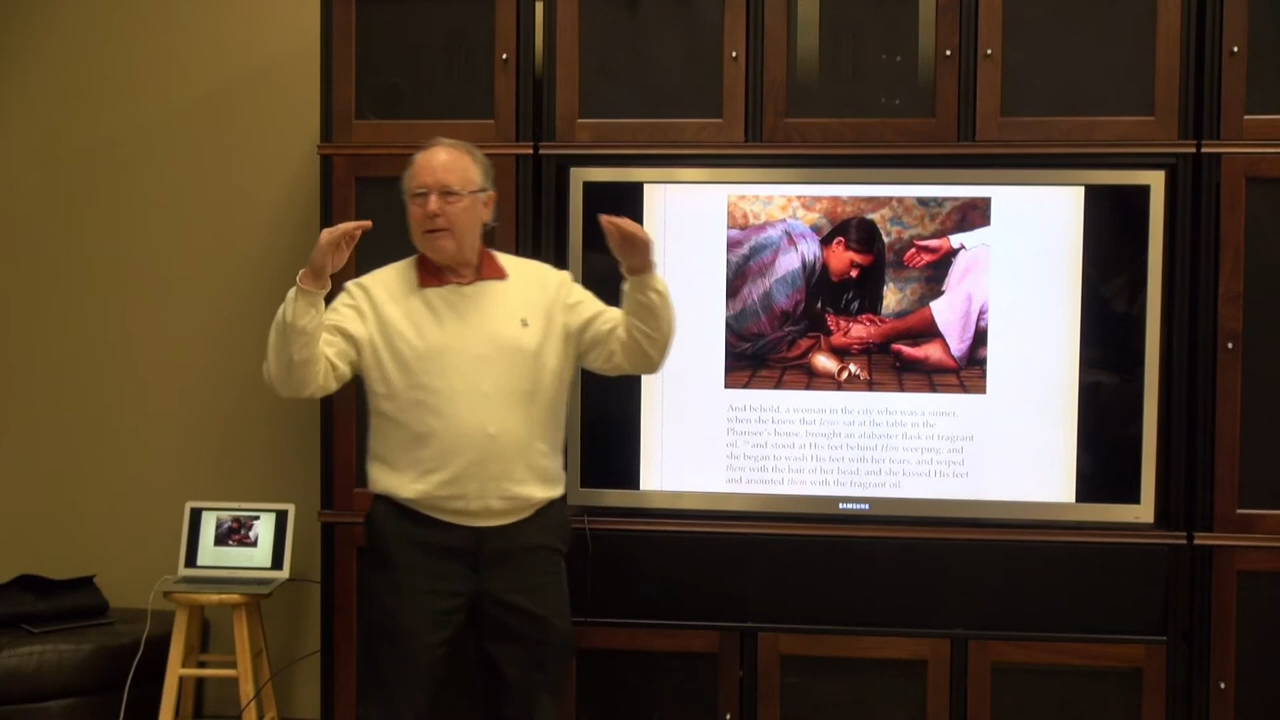 And behold, a woman in the city who was a sinner,
when she knew that Jesus sat at the table in the
Pharisee's house, brought an alabaster flask of fragrant
oil, ³⁸ and stood at His feet behind Him weeping; and
she began to wash His feet with her tears, and wiped
them with the hair of her head; and she kissed His feet
and anointed them with the fragrant oil.
SAMSUNG